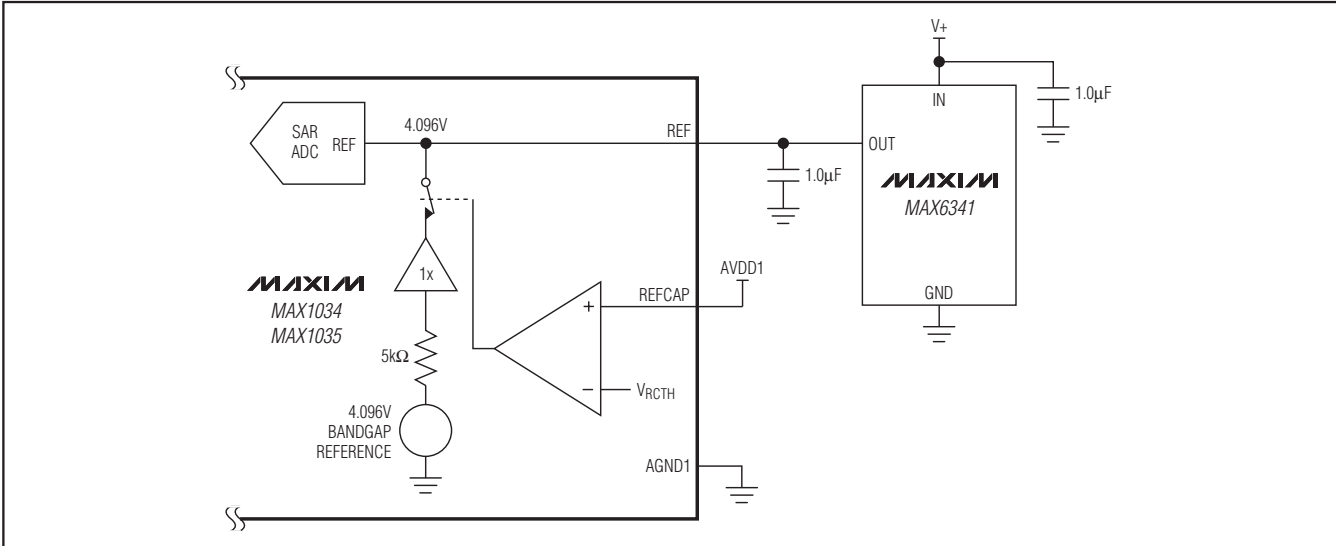 V+
IN
1.0µF
SAR
ADC
REF
4.096V
REF
OUT
1.0µF
MAXIM
MAX6341
GND
1x
MAXIM
MAX1034
MAX1035
AVDD1
REFCAP
+
5kΩ
−
VRCTH
4.096V
BANDGAP
REFERENCE
AGND1